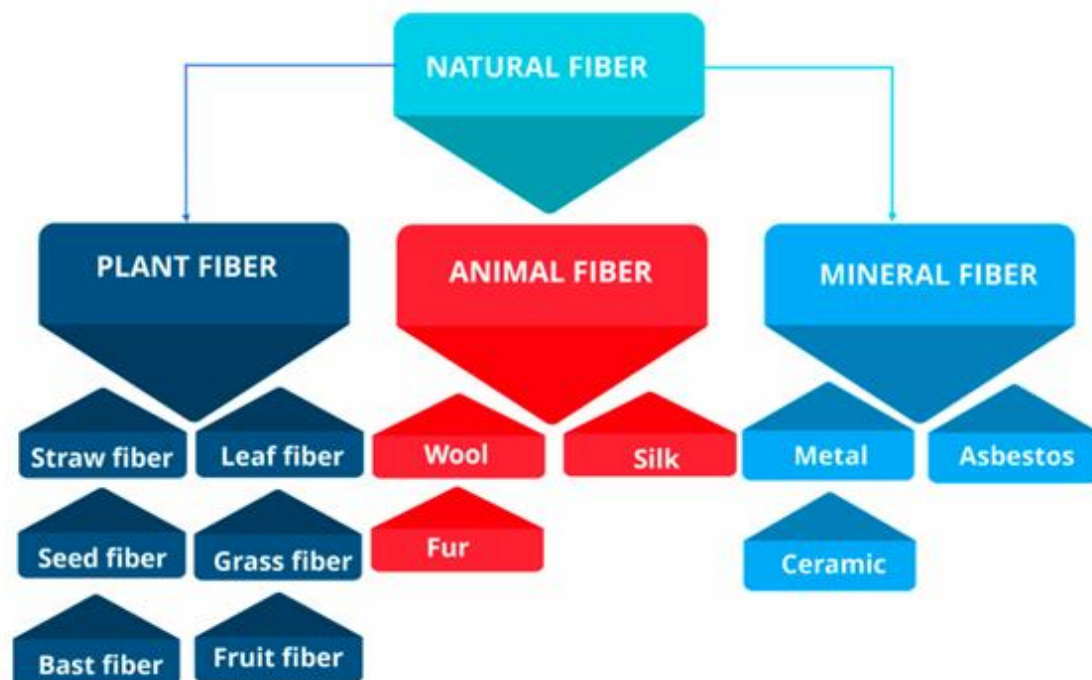 NATURAL FIBER
PLANT FIBER
ANIMAL FIBER
MINERAL FIBER
Straw fiber
Leaf fiber
Wool
Silk
Metal
Asbestos
Seed fiber
Grass fiber
Fur
Ceramic
Bast fiber
Fruit fiber